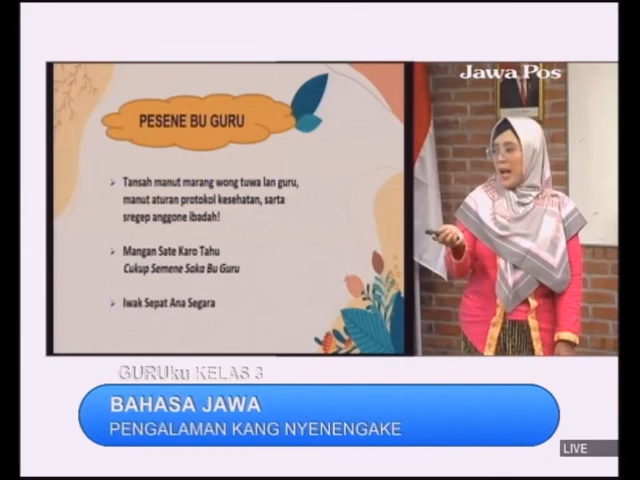 Jawa Pos
PESENE BU GURU
➢ Tansah manut marang wong tuwa lan guru,
manut aturan protokol kesehatan, sarta
sregep anggone ibadah!
➢ Mangan Sate Karo Tahu
Cukup Semene Saka Bu Guru
➢ Iwak Sepat Ana Segara
GURUku KELAS 3
BAHASA JAWA
PENGALAMAN KANG NYENENGAKE
LIVE